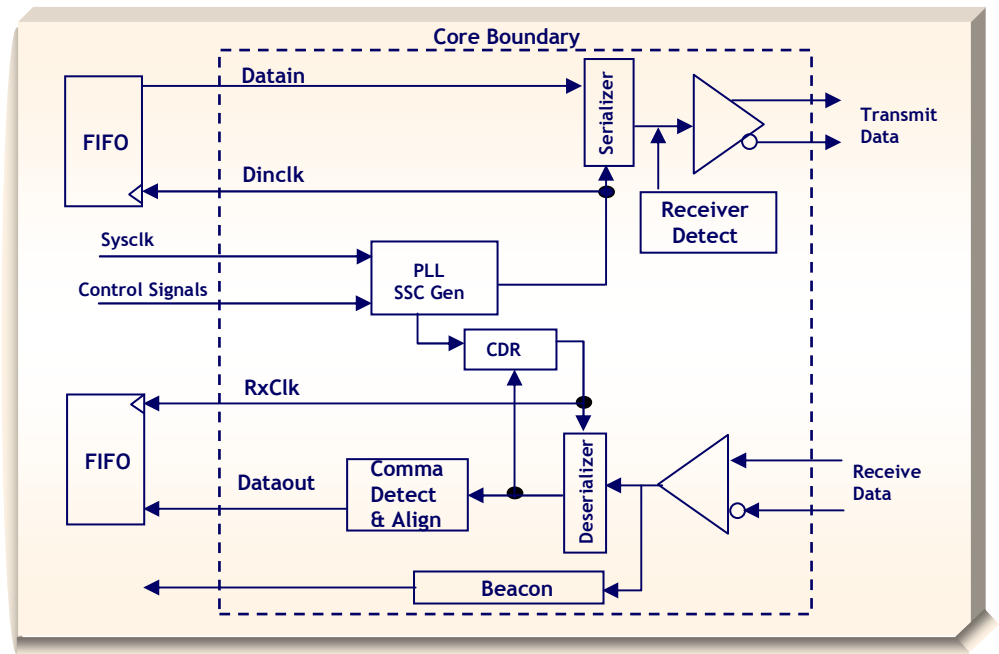 Core Boundary
Datain
FIFO
Serializer
Transmit
Data
Dinclk
Receiver
Detect
Sysclk
PLL
SSC Gen
Control Signals
CDR
RxClk
FIFO
Comma
Detect
& Align
Dataout
Deserializer
Receive
Data
Beacon